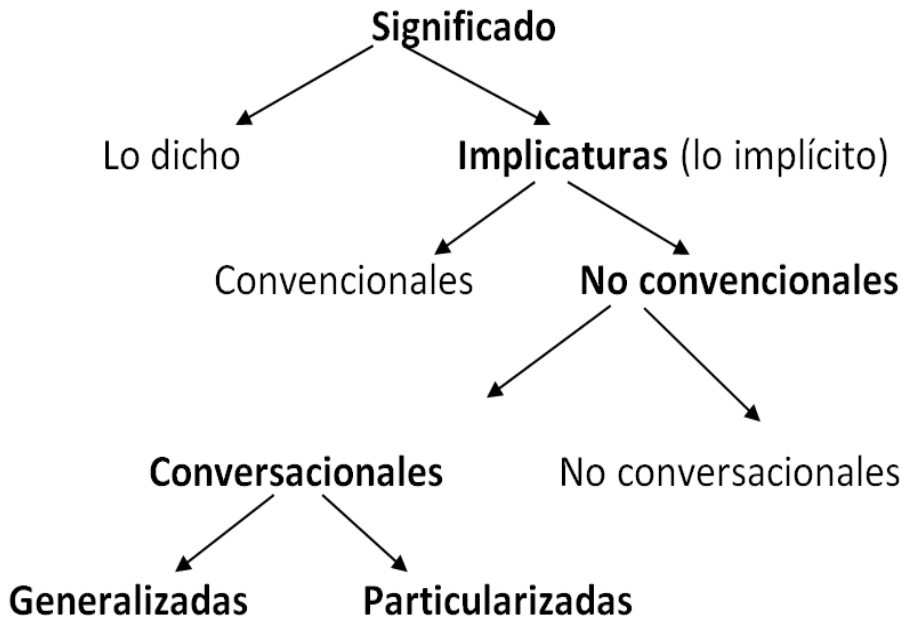 Significado
Lo dicho
Implicaturas (lo implícito)
Convencionales
No convencionales
Conversacionales
No conversacionales
Generalizadas
Particularizadas